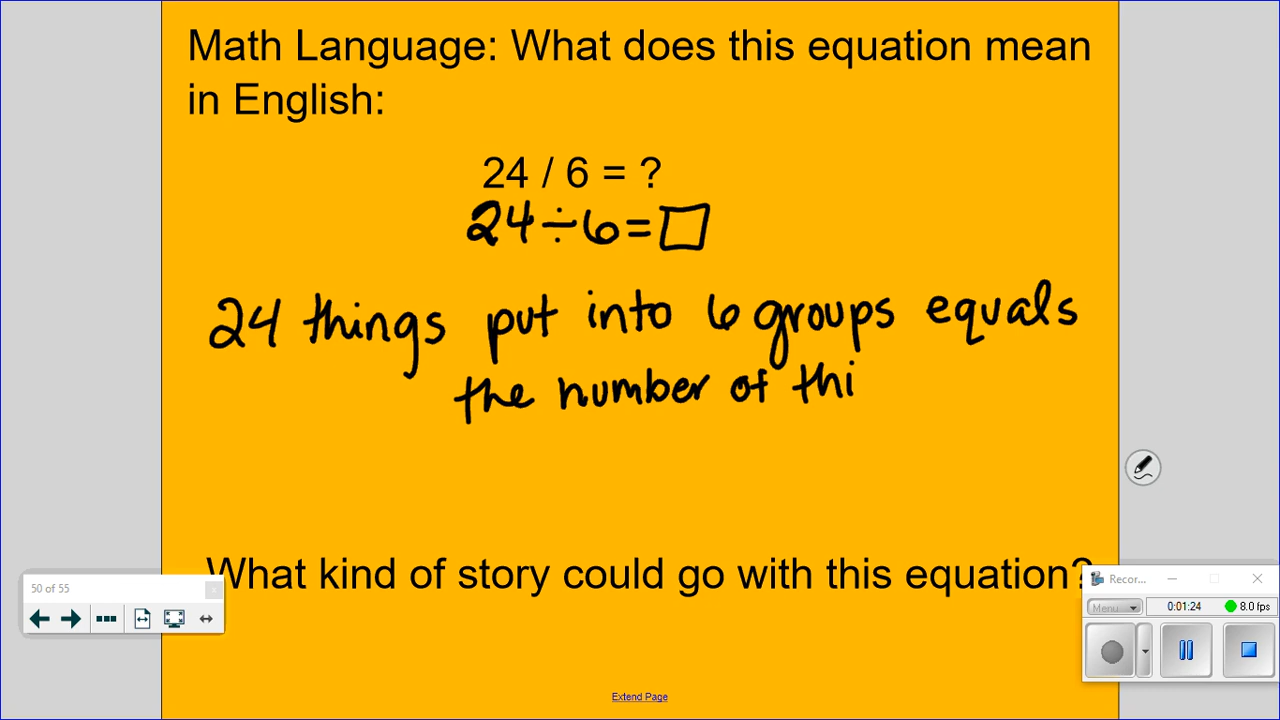 Math Language: What does this equation mean
in English:
24 / 6 = ?
24÷6=□
24 things put into 6 groups equals
the number of thi
What kind of story could go with this equation?
50 of 55
Recor...
Menu
0:01:24
8.0 fps
Extend Page